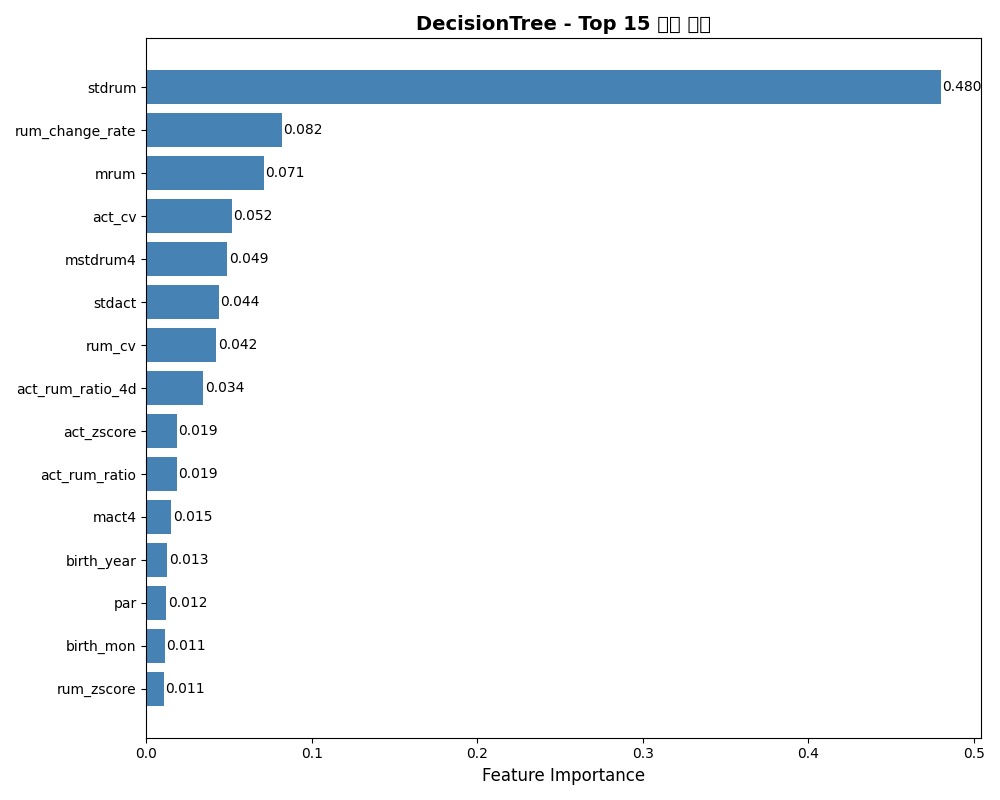 DecisionTree - Top 15
stdrum
0.480
rum_change_rate
0.082
mrum
0.071
act_cv
0.052
mstdrum4
0.049
stdact
0.044
rum_cv
0.042
act_rum_ratio_4d
0.034
act_zscore
0.019
act_rum_ratio
0.019
mact4
0.015
birth_year
0.013
par
0.012
birth_mon
0.011
rum_zscore
0.011
0.0 0.1 0.2 0.3 0.4 0.5
Feature Importance